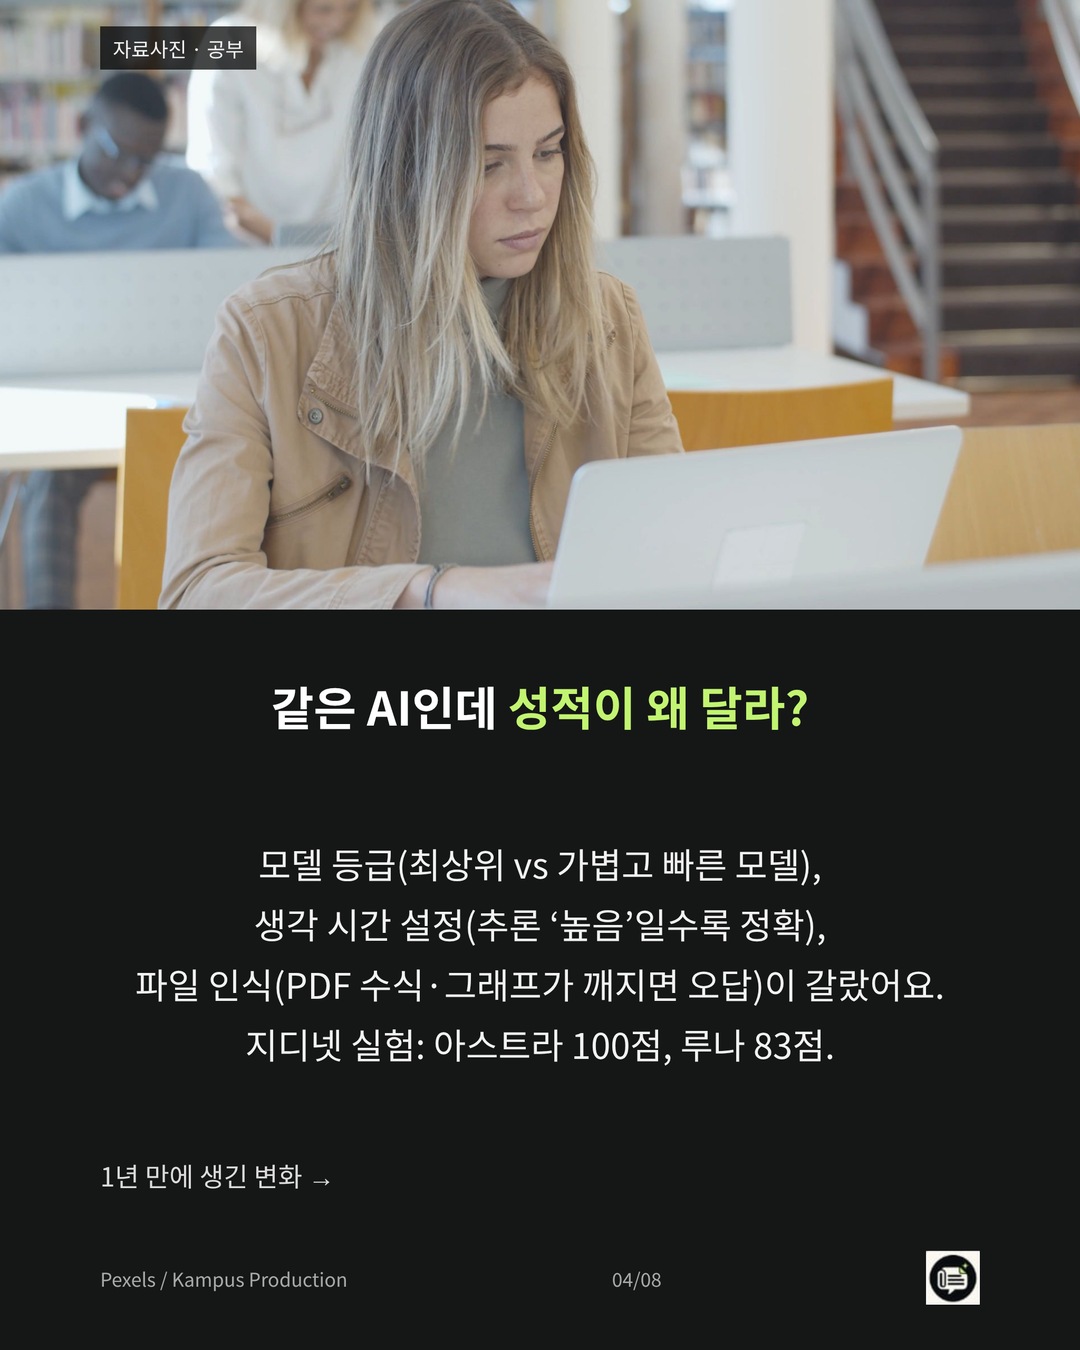 자료사진 · 공부
같은 AI인데 성적이 왜 달라?
모델 등급(최상위 vs 가볍고 빠른 모델),
생각 시간 설정(추론 ‘높음’일수록 정확),
파일 인식(PDF 수식·그래프가 깨지면 오답)이 갈랐어요.
지디넷 실험: 아스트라 100점, 루나 83점.
1년 만에 생긴 변화 →
Pexels / Kampus Production
04/08